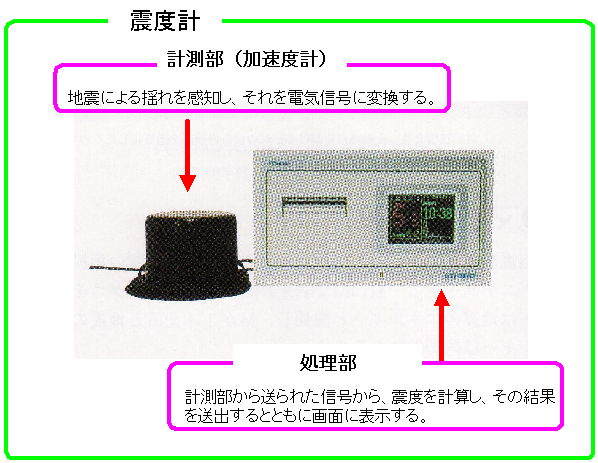 震度計
計測部（加速度計）
地震による揺れを感知し、それを電気信号に変換する。
10:38
処理部
計測部から送られた信号から、震度を計算し、その結果
を送出するとともに画面に表示する。